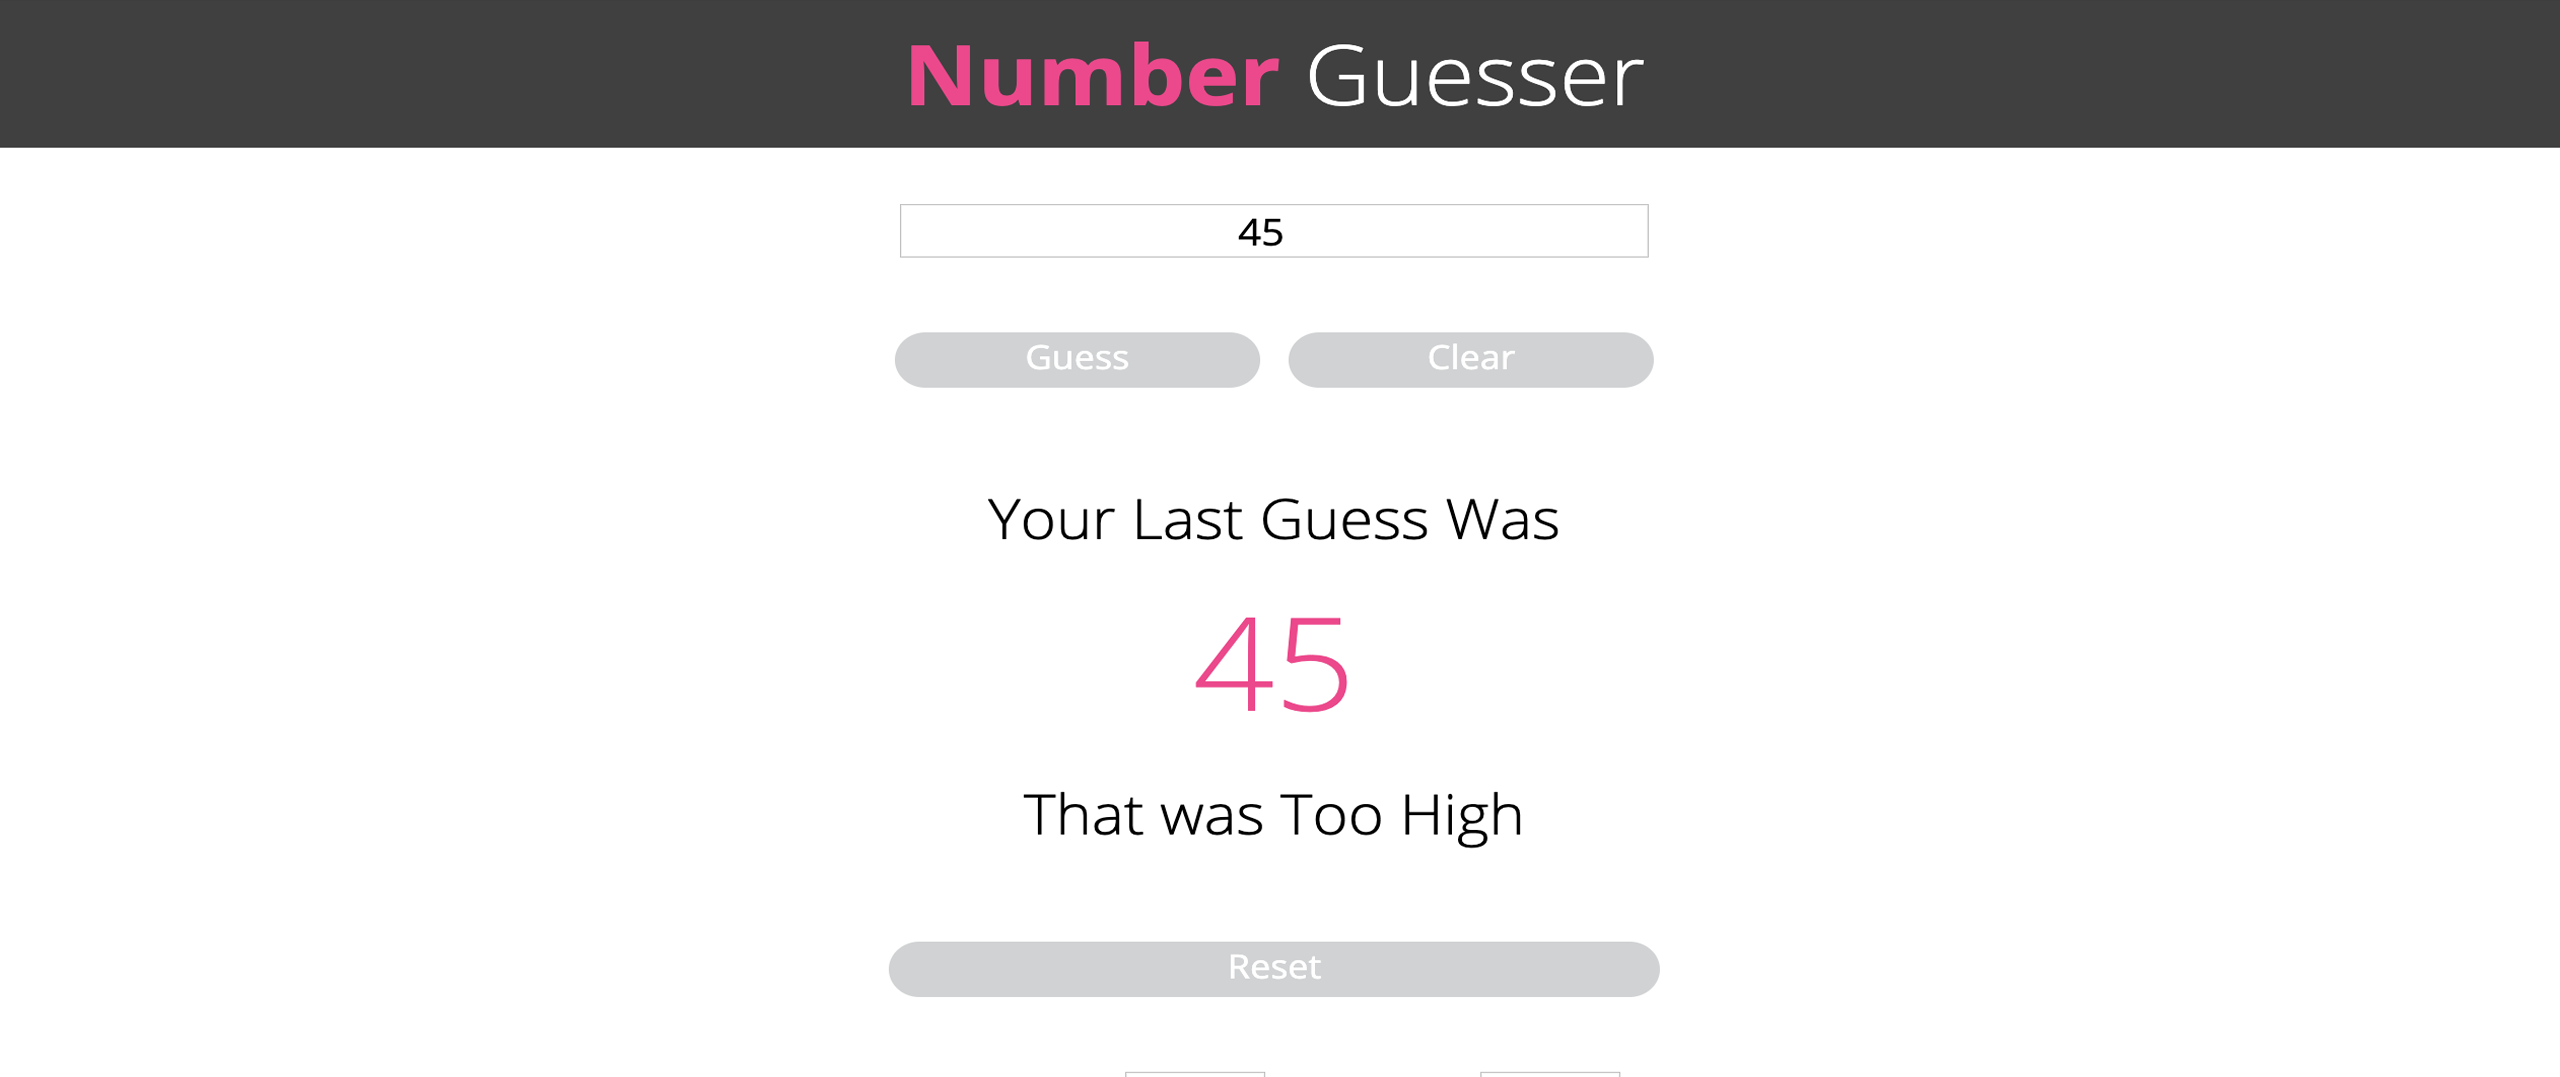 Number Guesser
45
Guess Clear
Your Last Guess Was
45
That was Too High
Reset